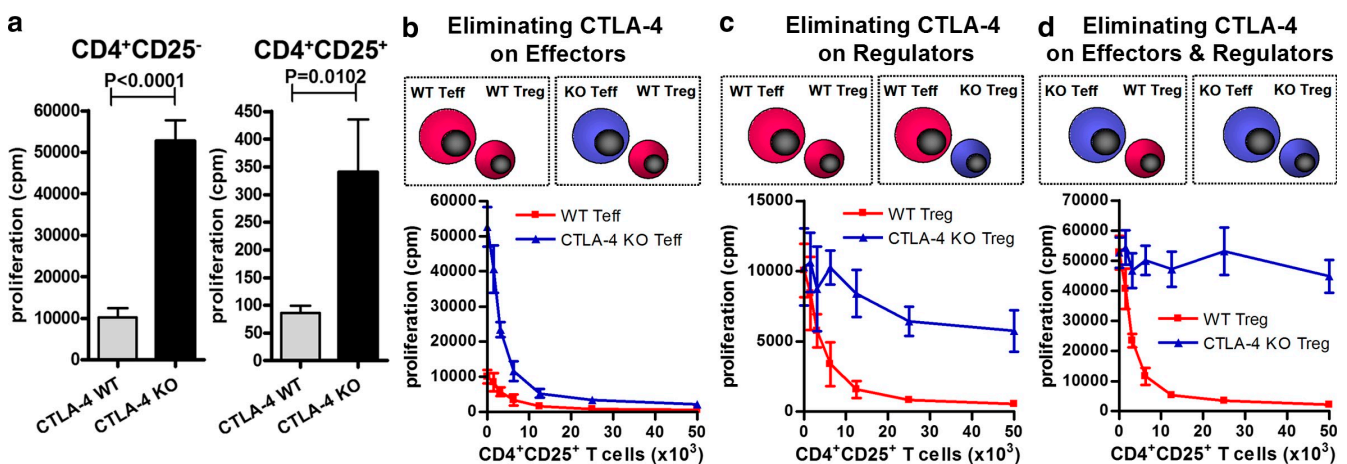 a
CD4⁺CD25⁻
P<0.0001
proliferation (cpm)
60000
50000
40000
30000
20000
10000
0
CTLA-4 WT
CTLA-4 KO
CD4⁺CD25⁺
P=0.0102
proliferation (cpm)
450
400
350
300
250
200
150
100
50
0
CTLA-4 WT
CTLA-4 KO
b
Eliminating CTLA-4
on Effectors
WT Teff WT Treg
KO Teff WT Treg
proliferation (cpm)
60000
50000
40000
30000
20000
10000
0
WT Teff
CTLA-4 KO Teff
0 10 20 30 40 50
CD4⁺CD25⁺ T cells (x10³)
c
Eliminating CTLA-4
on Regulators
WT Teff WT Treg
WT Teff KO Treg
proliferation (cpm)
15000
10000
5000
0
WT Treg
CTLA-4 KO Treg
0 10 20 30 40 50
CD4⁺CD25⁺ T cells (x10³)
d
Eliminating CTLA-4
on Effectors & Regulators
KO Teff WT Treg
KO Teff KO Treg
proliferation (cpm)
70000
60000
50000
40000
30000
20000
10000
0
WT Treg
CTLA-4 KO Treg
0 10 20 30 40 50
CD4⁺CD25⁺ T cells (x10³)